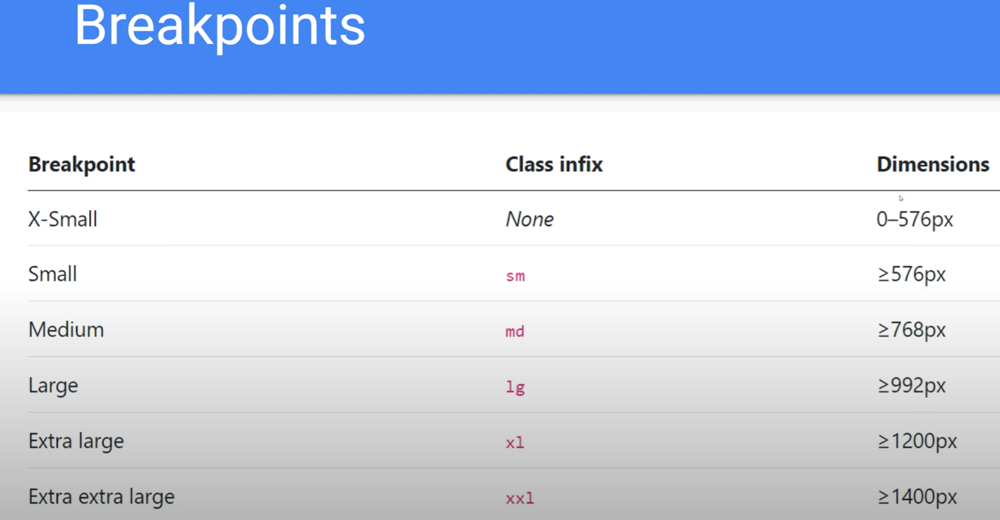 Breakpoints
Breakpoint Class infix Dimensions
X-Small None 0–576px
Small sm ≥576px
Medium md ≥768px
Large lg ≥992px
Extra large xl ≥1200px
Extra extra large xxl ≥1400px